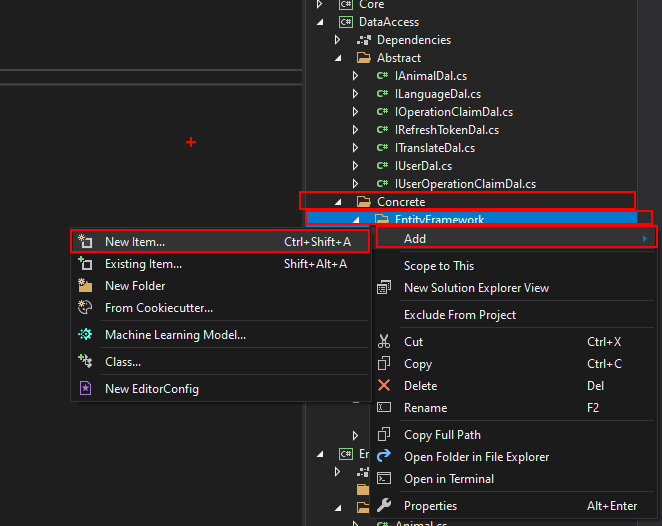 Core
DataAccess
Dependencies
Abstract
C# IAnimalDal.cs
C# ILanguageDal.cs
C# IOperationClaimDal.cs
C# IRefreshTokenDal.cs
C# ITranslateDal.cs
C# IUserDal.cs
C# IUserOperationClaimDal.cs
Concrete
EntityFramework
New Item... Ctrl+Shift+A
Existing Item... Shift+Alt+A
New Folder
From Cookiecutter...
Machine Learning Model...
Class...
New EditorConfig
Add
Scope to This
New Solution Explorer View
Exclude From Project
Cut Ctrl+X
Copy Ctrl+C
Delete Del
Rename F2
Copy Full Path
Open Folder in File Explorer
Open in Terminal
Properties Alt+Enter
C# Animal.cs